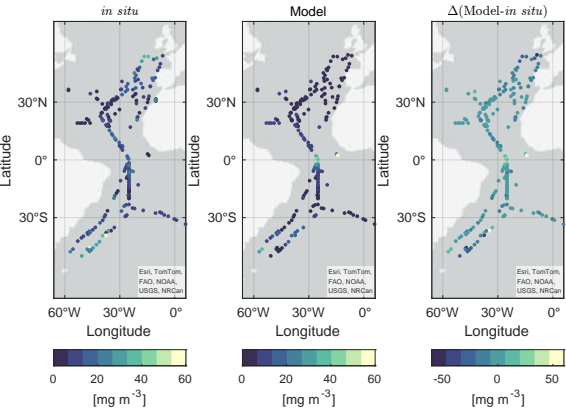 in situ
Model
Δ(Model-in situ)
Latitude
30°N
0°
30°S
Esri, TomTom,
FAO, NOAA,
USGS, NRCan
60°W 30°W 0°
Longitude
Latitude
30°N
0°
30°S
Esri, TomTom,
FAO, NOAA,
USGS, NRCan
60°W 30°W 0°
Longitude
Latitude
30°N
0°
30°S
Esri, TomTom,
FAO, NOAA,
USGS, NRCan
60°W 30°W 0°
Longitude
0 20 40 60
[mg m-3]
0 20 40 60
[mg m-3]
-50 0 50
[mg m-3]